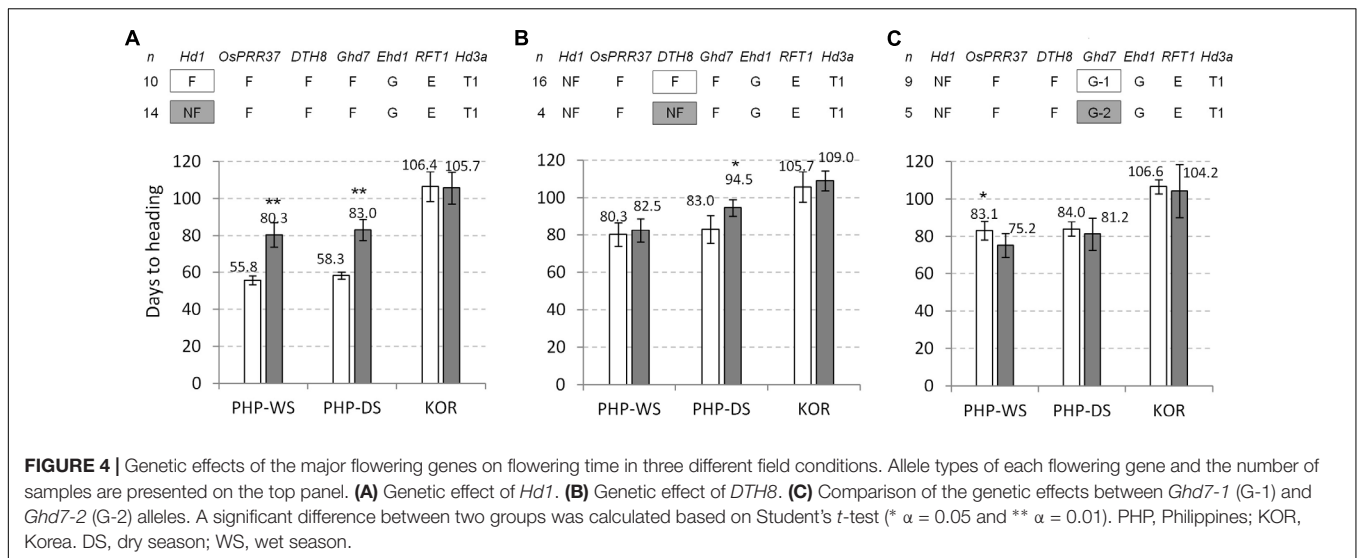 A
n Hd1 OsPRR37 DTH8 Ghd7 Ehd1 RFT1 Hd3a
10 F F F F G E T1
14 NF F F F G E T1
Days to heading
120
100
80
60
40
20
0
55.8
**
80.3
58.3
**
83.0
106.4
105.7
PHP-WS PHP-DS KOR
B
n Hd1 OsPRR37 DTH8 Ghd7 Ehd1 RFT1 Hd3a
16 NF F F F G E T1
4 NF F NF F G E T1
120
100
80
60
40
20
0
80.3
82.5
83.0
*
94.5
105.7
109.0
PHP-WS PHP-DS KOR
C
n Hd1 OsPRR37 DTH8 Ghd7 Ehd1 RFT1 Hd3a
9 NF F F G-1 G E T1
5 NF F F G-2 G E T1
120
100
80
60
40
20
0
*
83.1
75.2
84.0
81.2
106.6
104.2
PHP-WS PHP-DS KOR
FIGURE 4 | Genetic effects of the major flowering genes on flowering time in three different field conditions. Allele types of each flowering gene and the number of
samples are presented on the top panel. (A) Genetic effect of Hd1. (B) Genetic effect of DTH8. (C) Comparison of the genetic effects between Ghd7-1 (G-1) and
Ghd7-2 (G-2) alleles. A significant difference between two groups was calculated based on Student's t-test (* α = 0.05 and ** α = 0.01). PHP, Philippines; KOR,
Korea. DS, dry season; WS, wet season.